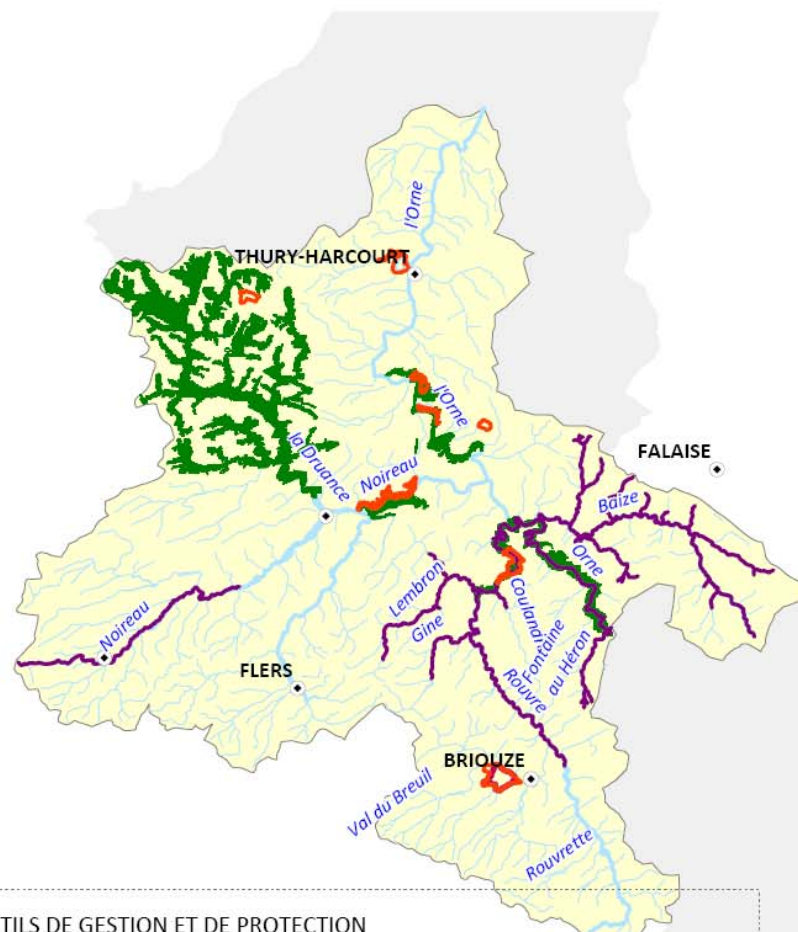 l'Orne
THURY-HARCOURT
l'Orne
la Druance
Noireau
FALAISE
Baize
Orne
Lembron
Gine
Coulandr
Fontaine
au Héron
Rouvre
Noireau
FLERS
BRIOUZE
Val du Breuil
Rouvrette
TILS DE GESTION ET DE PROTECTION